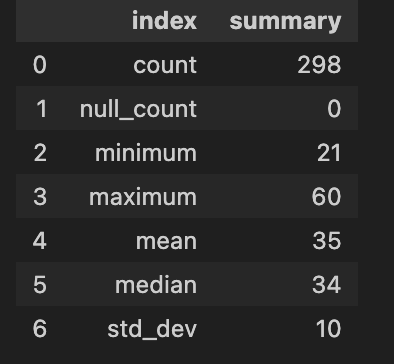 index summary
0 count 298
1 null_count 0
2 minimum 21
3 maximum 60
4 mean 35
5 median 34
6 std_dev 10